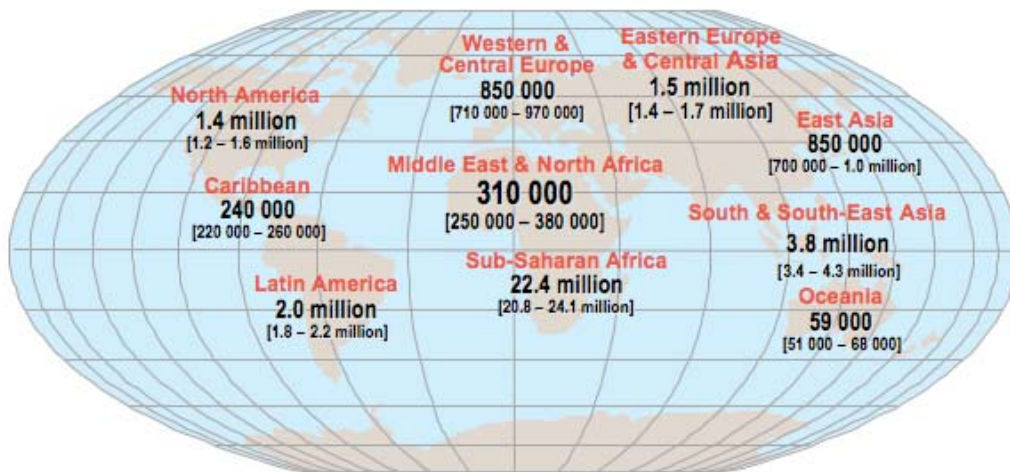 Western &
Central Europe
850 000
[710 000 – 970 000]
Eastern Europe
& Central Asia
1.5 million
[1.4 – 1.7 million]
North America
1.4 million
[1.2 – 1.6 million]
East Asia
850 000
[700 000 – 1.0 million]
Middle East & North Africa
310 000
[250 000 – 380 000]
Caribbean
240 000
[220 000 – 260 000]
South & South-East Asia
3.8 million
[3.4 – 4.3 million]
Sub-Saharan Africa
22.4 million
[20.8 – 24.1 million]
Latin America
2.0 million
[1.8 – 2.2 million]
Oceania
59 000
[51 000 – 68 000]